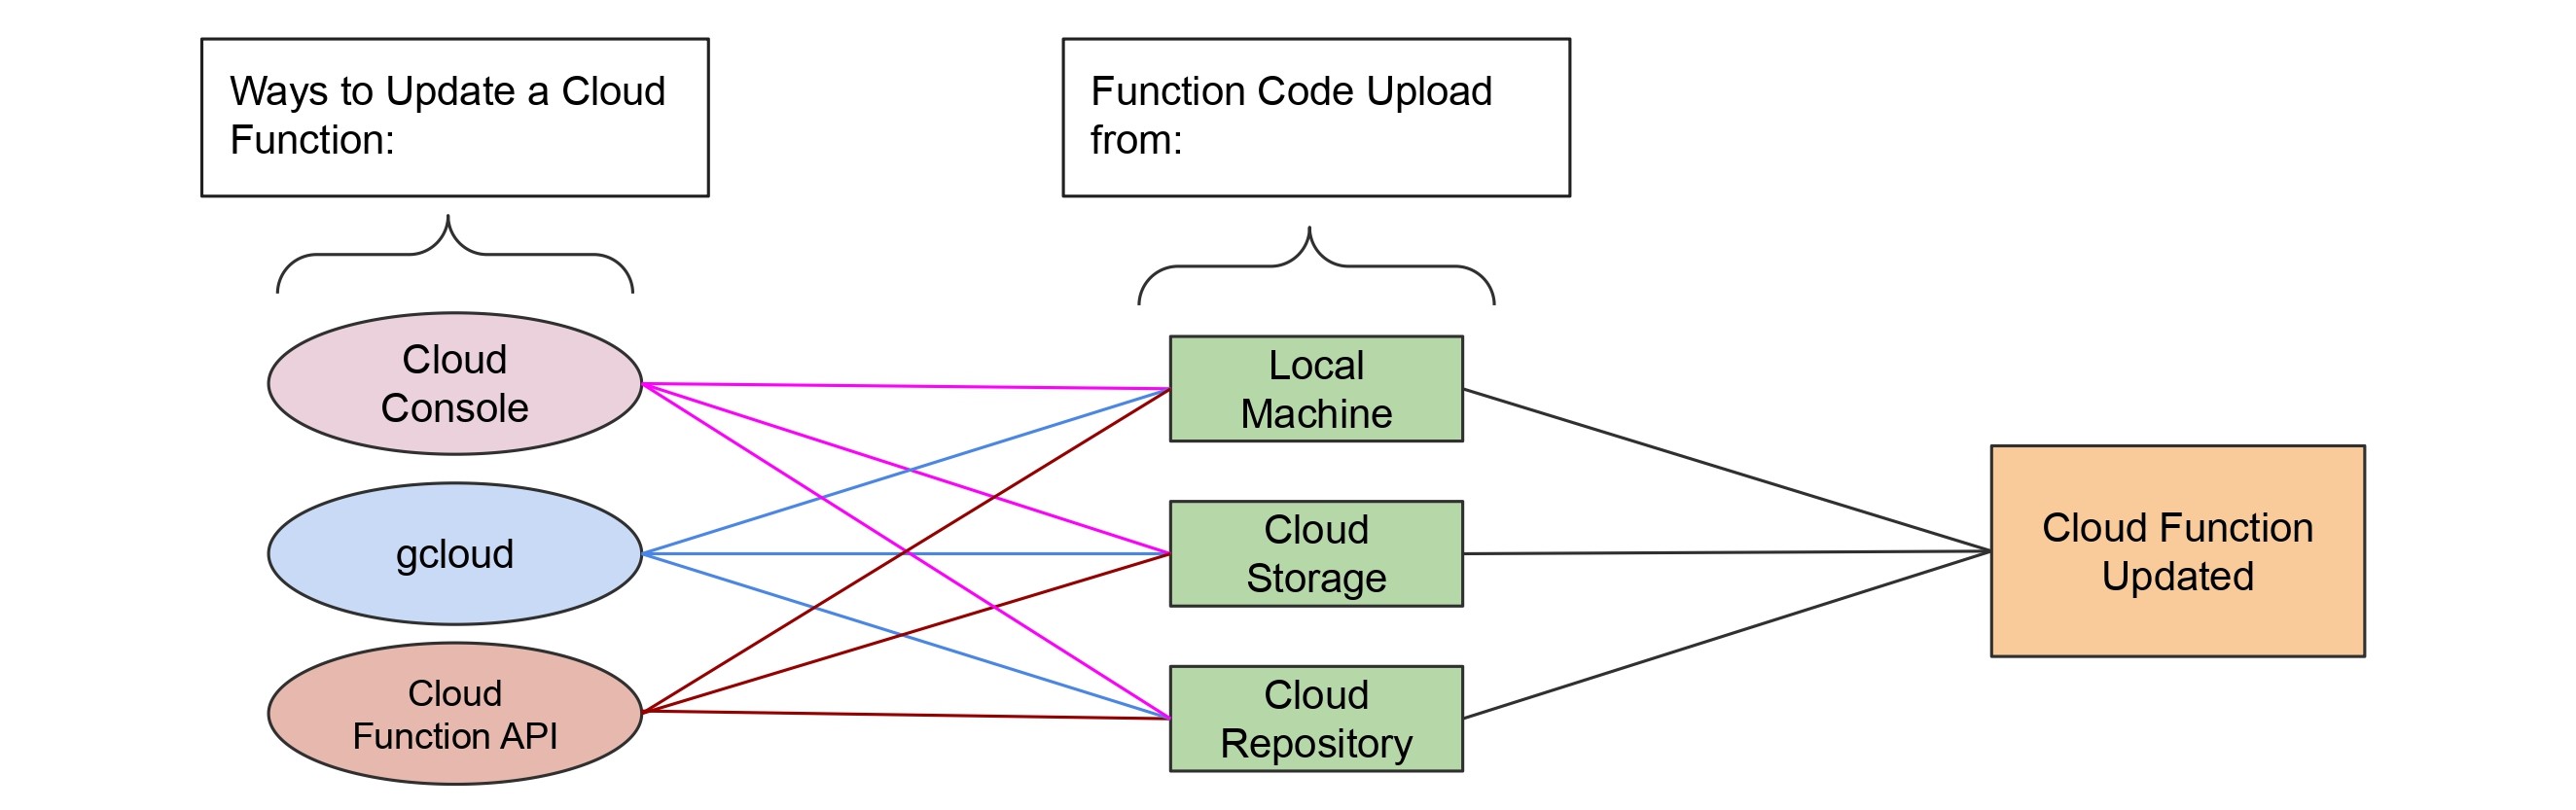 Ways to Update a Cloud
Function:
Function Code Upload
from:
Cloud
Console
gcloud
Cloud
Function API
Local
Machine
Cloud
Storage
Cloud
Repository
Cloud Function
Updated